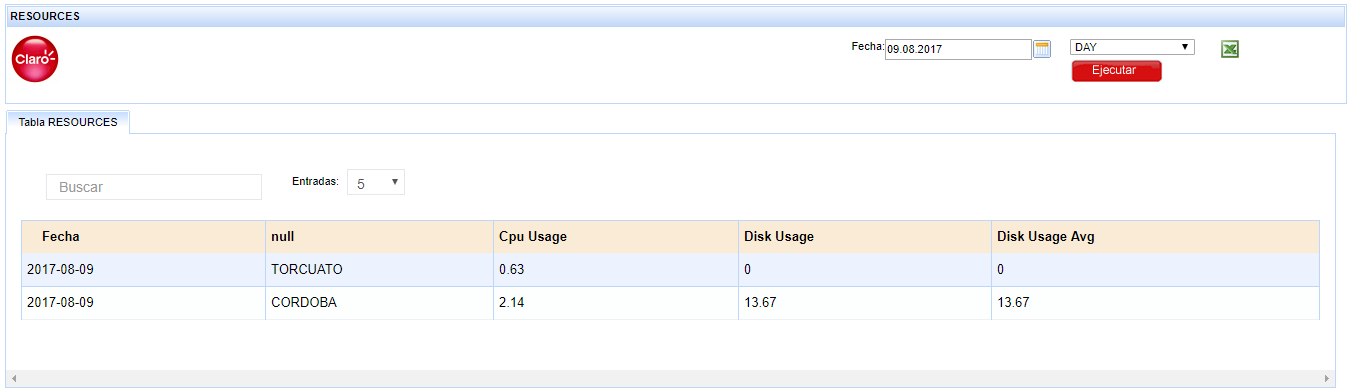 RESOURCES
Claro
Fecha: 09.08.2017 DAY
Ejecutar
Tabla RESOURCES
Buscar Entradas: 5
Fecha null Cpu Usage Disk Usage Disk Usage Avg
2017-08-09 TORCUATO 0.63 0 0
2017-08-09 CORDOBA 2.14 13.67 13.67